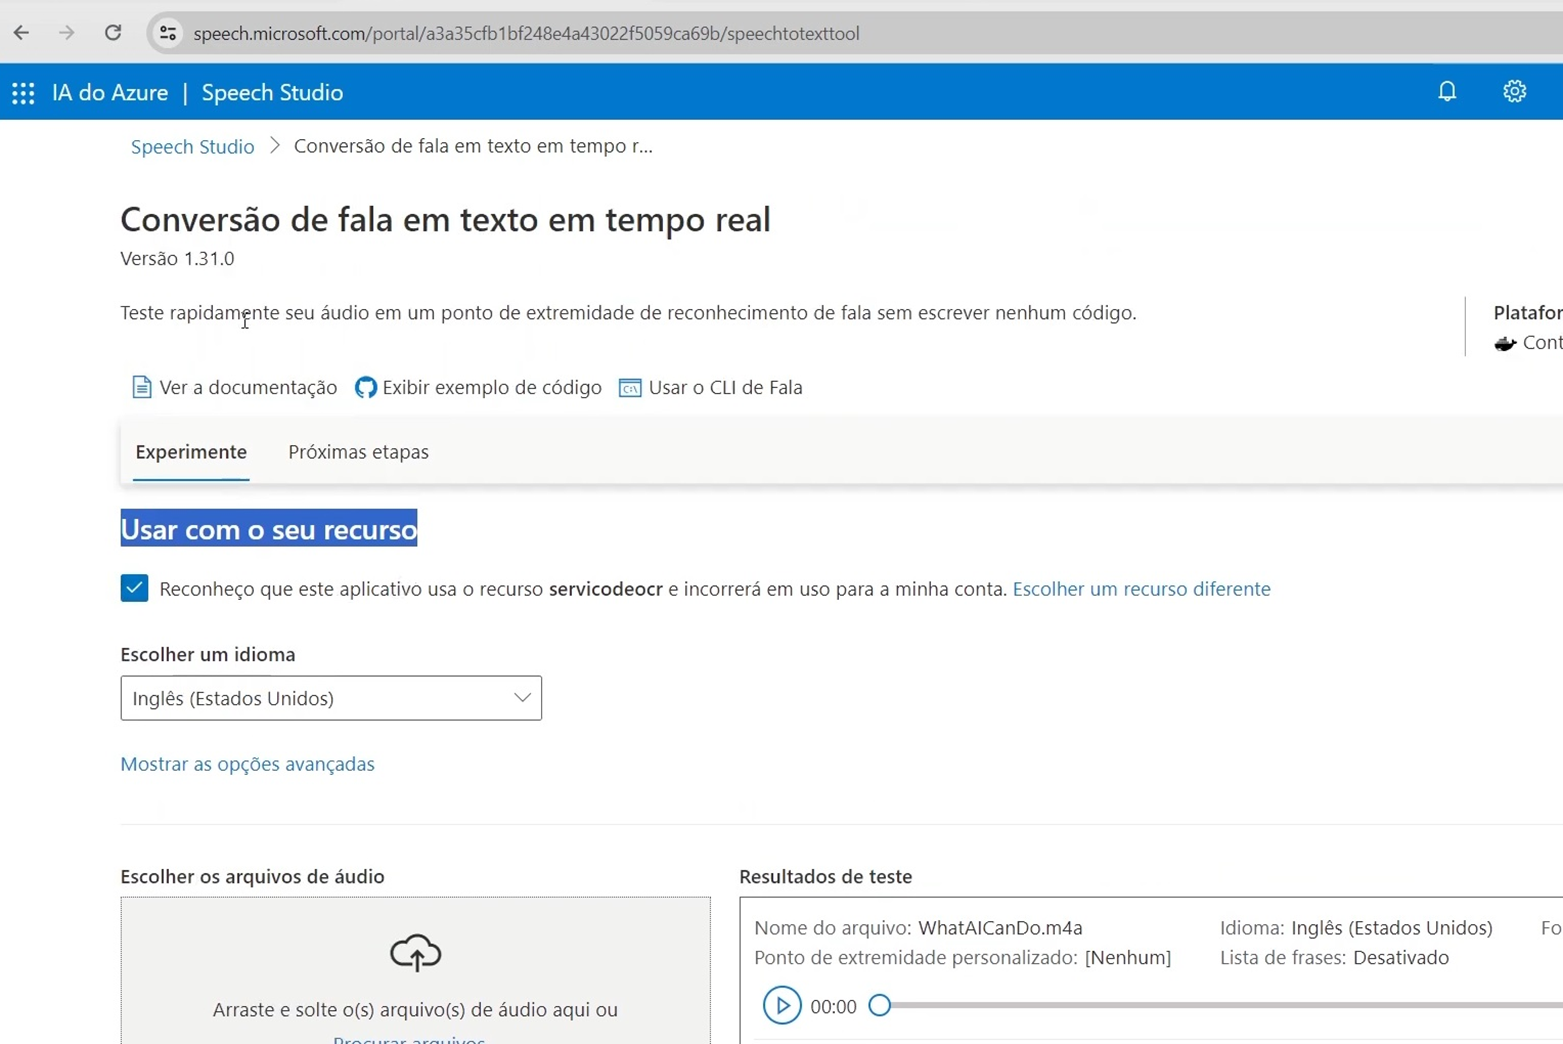 speech.microsoft.com/portal/a3a35cfb1bf248e4a43022f5059ca69b/speechtotexttool
IA do Azure | Speech Studio
Speech Studio > Conversão de fala em texto em tempo r...
Conversão de fala em texto em tempo real
Versão 1.31.0
Teste rapidamente seu áudio em um ponto de extremidade de reconhecimento de fala sem escrever nenhum código.
Platafor
Cont
Ver a documentação Exibir exemplo de código Usar o CLI de Fala
Experimente Próximas etapas
Usar com o seu recurso
Reconheço que este aplicativo usa o recurso servicodeocr e incorrerá em uso para a minha conta. Escolher um recurso diferente
Escolher um idioma
Inglês (Estados Unidos)
Mostrar as opções avançadas
Escolher os arquivos de áudio
Arraste e solte o(s) arquivo(s) de áudio aqui ou
Procurar arquivos
Resultados de teste
Nome do arquivo: WhatAICanDo.m4a Idioma: Inglês (Estados Unidos) Fo
Ponto de extremidade personalizado: [Nenhum] Lista de frases: Desativado
00:00